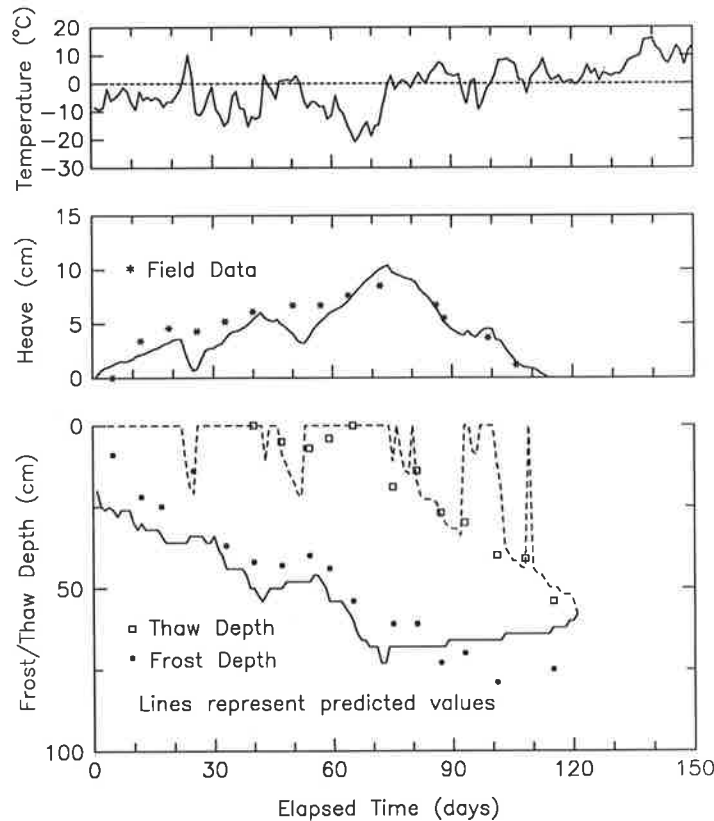 Temperature (°C)
20
10
0
−10
−20
−30
Heave (cm)
15
10
5
0
* Field Data
Frost/Thaw Depth (cm)
0
50
100
□ Thaw Depth
• Frost Depth
Lines represent predicted values
0 30 60 90 120 150
Elapsed Time (days)